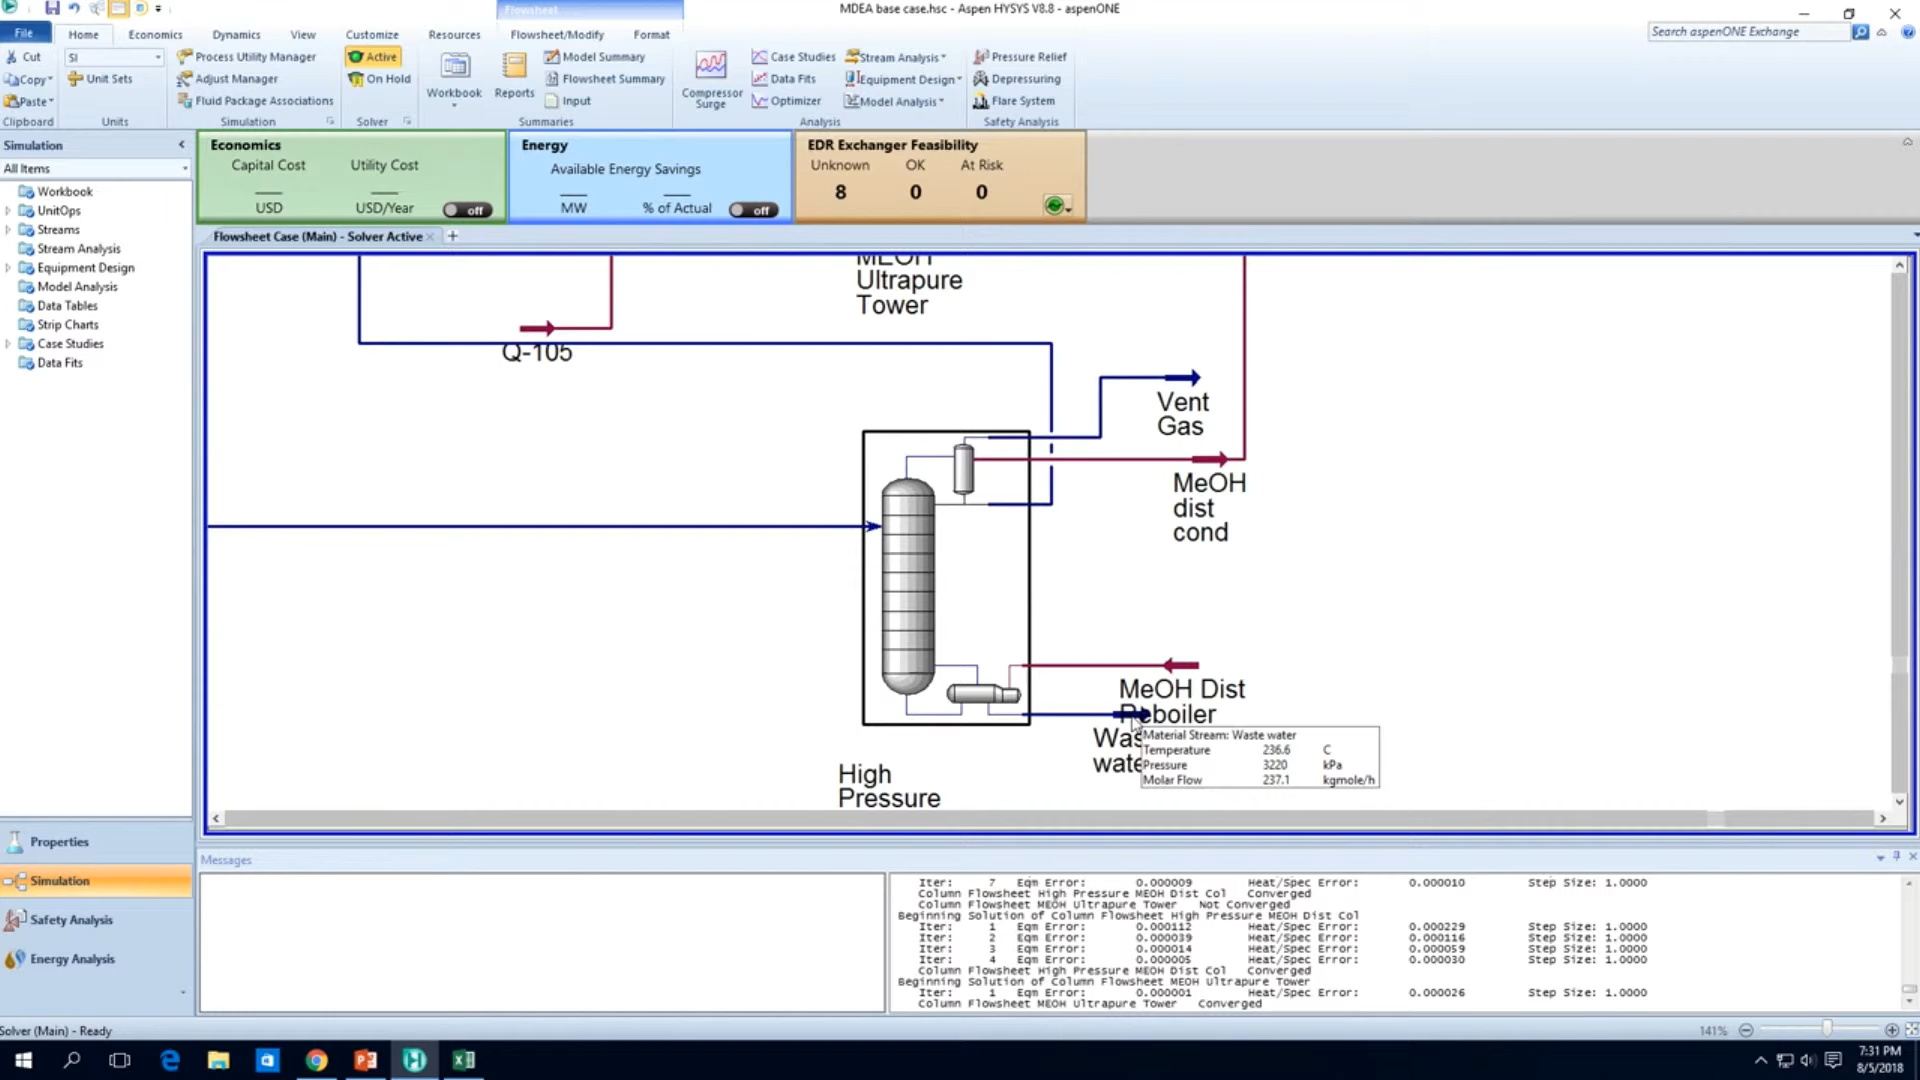 Flowsheet
MDEA base case.hsc - Aspen HYSYS V8.8 - aspenONE
File
Home
Economics
Dynamics
View
Customize
Resources
Flowsheet/Modify
Format
Search aspenONE Exchange
Cut
Copy
Paste
Clipboard
SI
Unit Sets
Units
Process Utility Manager
Adjust Manager
Fluid Package Associations
Simulation
Active
On Hold
Solver
Workbook
Reports
Model Summary
Flowsheet Summary
Input
Summaries
Compressor
Surge
Case Studies
Data Fits
Optimizer
Stream Analysis
Equipment Design
Model Analysis
Analysis
Pressure Relief
Depressuring
Flare System
Safety Analysis
Simulation
All Items
Workbook
UnitOps
Streams
Stream Analysis
Equipment Design
Model Analysis
Data Tables
Strip Charts
Case Studies
Data Fits
Properties
Simulation
Safety Analysis
Energy Analysis
Economics
Capital Cost Utility Cost
USD USD/Year off
Energy
Available Energy Savings
MW % of Actual off
EDR Exchanger Feasibility
Unknown OK At Risk
8 0 0
Flowsheet Case (Main) - Solver Active
MEOH
Ultrapure
Tower
Q-105
Vent
Gas
MeOH
dist
cond
MeOH Dist
Reboiler
Was
wate
Material Stream: Waste water
Temperature 236.6 C
Pressure 3220 kPa
Molar Flow 237.1 kgmole/h
High
Pressure
Messages
Iter: 7 Eqm Error: 0.000009 Heat/Spec Error: 0.000010 Step Size: 1.0000
Column Flowsheet High Pressure MEOH Dist Col Converged
Column Flowsheet MEOH Ultrapure Tower Not Converged
Beginning Solution of Column Flowsheet High Pressure MEOH Dist Col
Iter: 1 Eqm Error: 0.000112 Heat/Spec Error: 0.000229 Step Size: 1.0000
Iter: 2 Eqm Error: 0.000039 Heat/Spec Error: 0.000116 Step Size: 1.0000
Iter: 3 Eqm Error: 0.000014 Heat/Spec Error: 0.000059 Step Size: 1.0000
Iter: 4 Eqm Error: 0.000005 Heat/Spec Error: 0.000030 Step Size: 1.0000
Column Flowsheet High Pressure MEOH Dist Col Converged
Beginning Solution of Column Flowsheet MEOH Ultrapure Tower
Iter: 1 Eqm Error: 0.000001 Heat/Spec Error: 0.000026 Step Size: 1.0000
Column Flowsheet MEOH Ultrapure Tower Converged
Solver (Main) - Ready
141%
7:31 PM
8/5/2018